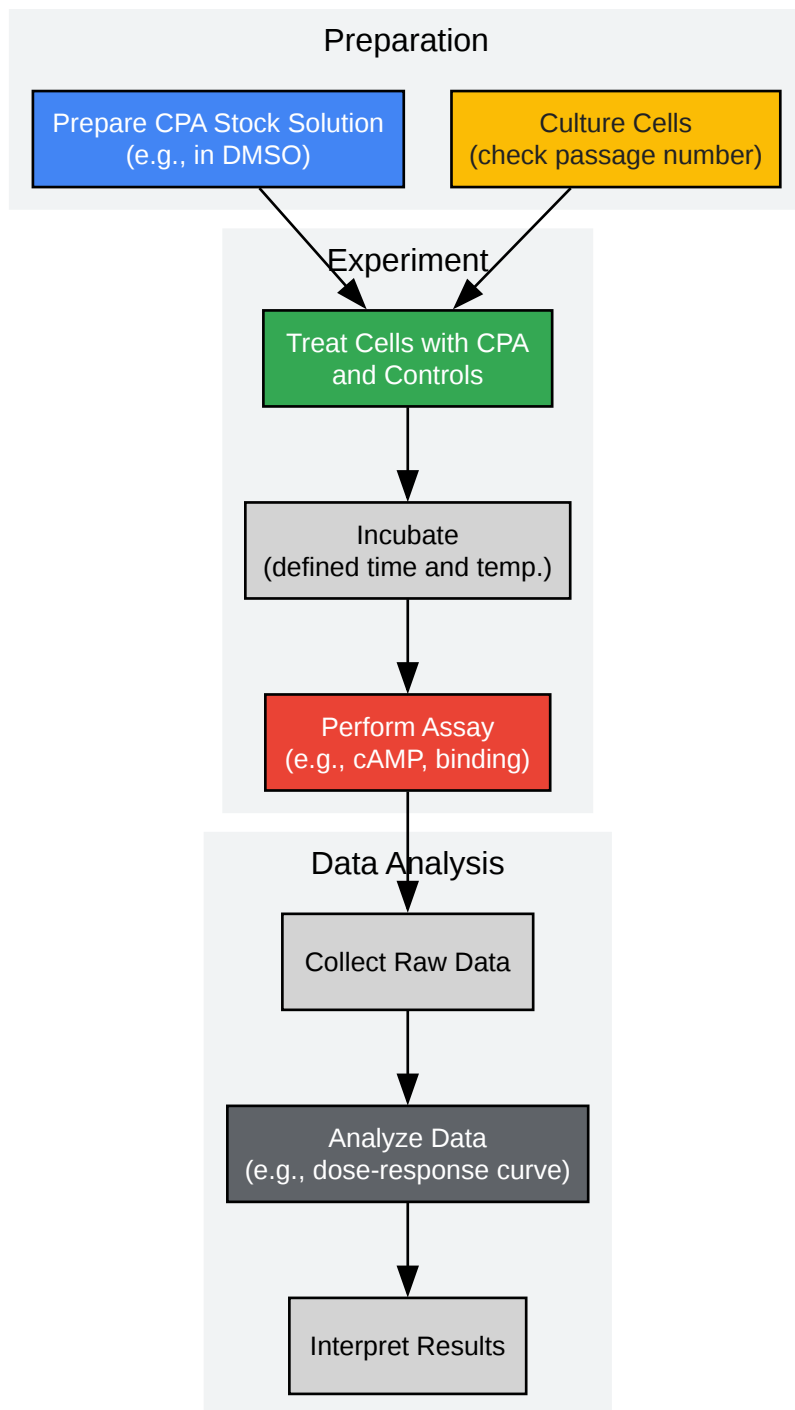 Preparation
Prepare CPA Stock Solution
(e.g., in DMSO)
Culture Cells
(check passage number)
Experiment
Treat Cells with CPA
and Controls
Incubate
(defined time and temp.)
Perform Assay
(e.g., cAMP, binding)
Data Analysis
Collect Raw Data
Analyze Data
(e.g., dose-response curve)
Interpret Results